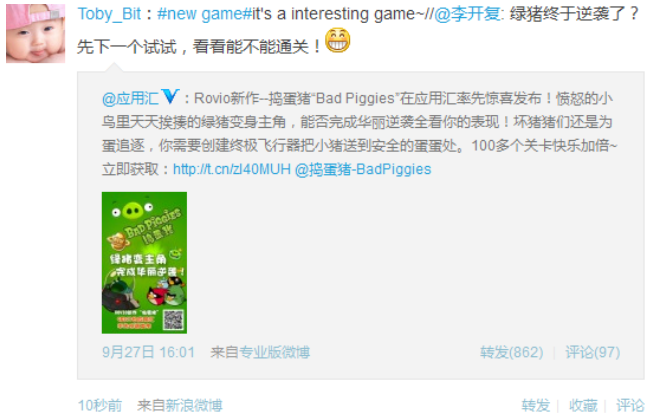 Toby_Bit：#new game#it's a interesting game~//@李开复: 绿猪终于逆袭了？
先下一个试试，看看能不能通关！
@应用汇V：Rovio新作--捣蛋猪“Bad Piggies”在应用汇率先惊喜发布！愤怒的小
鸟里天天挨揍的绿猪变身主角，能否完成华丽逆袭全看你的表现！坏猪猪们还是为
蛋追逐，你需要创建终极飞行器把小猪送到安全的蛋蛋处。100多个关卡快乐加倍~
立即获取：http://t.cn/zl40MUH @捣蛋猪-BadPiggies
BAD PIGGIES
捣蛋猪
绿猪变主角
完成华丽逆袭！
9月27日 16:01 来自专业版微博 转发(862) | 评论(97)
10秒前 来自新浪微博 转发 | 收藏 | 评论